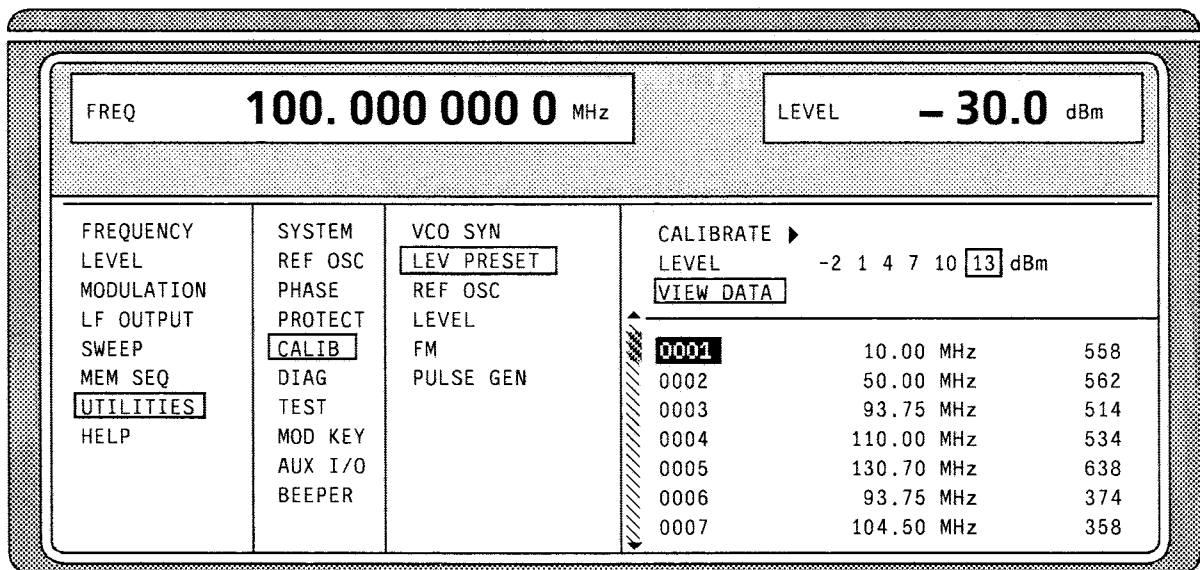 FREQ 100. 000 000 0 MHz
LEVEL – 30.0 dBm
FREQUENCY
LEVEL
MODULATION
LF OUTPUT
SWEEP
MEM SEQ
UTILITIES
HELP
SYSTEM
REF OSC
PHASE
PROTECT
CALIB
DIAG
TEST
MOD KEY
AUX I/O
BEEPER
VCO SYN
LEV PRESET
REF OSC
LEVEL
FM
PULSE GEN
CALIBRATE ▶
LEVEL -2 1 4 7 10 13 dBm
VIEW DATA
0001 10.00 MHz 558
0002 50.00 MHz 562
0003 93.75 MHz 514
0004 110.00 MHz 534
0005 130.70 MHz 638
0006 93.75 MHz 374
0007 104.50 MHz 358